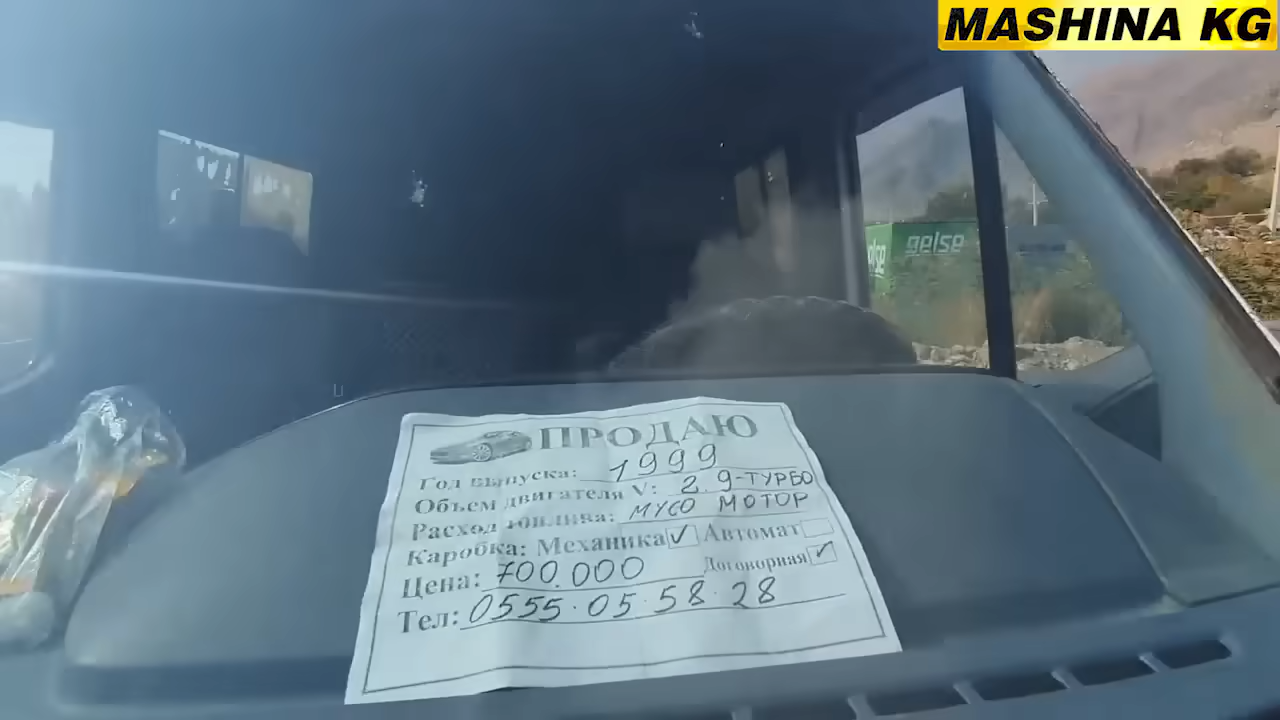 MASHINA KG
gelse
ПРОДАЮ
Год выпуска: 1999
Объем двигателя V: 2.9-ТУРБО
Расход топлива: МУСО МОТОР
Каробка: Механика ✓ Автомат
Цена: 700.000 Договорная ✓
Тел: 0555.05.58.28